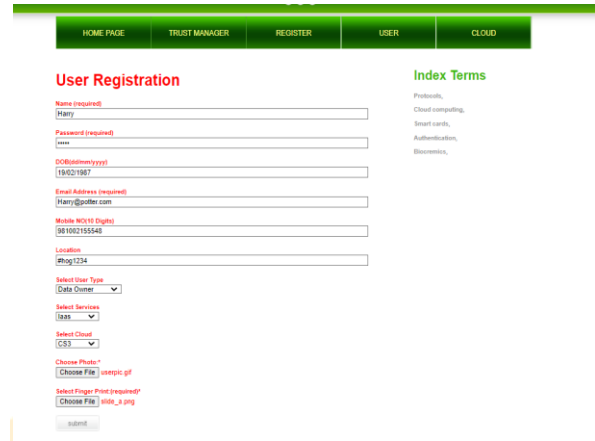 HOME PAGE TRUST MANAGER REGISTER USER CLOUD
User Registration
Name (required)
Harry
Password (required)
•••••
DOB(dd/mm/yyyy)
19/02/1987
Email Address (required)
Harry@potter.com
Mobile NO(10 Digits)
981002155548
Location
#hog1234
Select User Type
Data Owner
Select Services
Iaas
Select Cloud
CS3
Choose Photo:*
Choose File userpic.gif
Select Finger Print:(required)*
Choose File slide_a.png
submit
Index Terms
Protocols,
Cloud computing,
Smart cards,
Authentication,